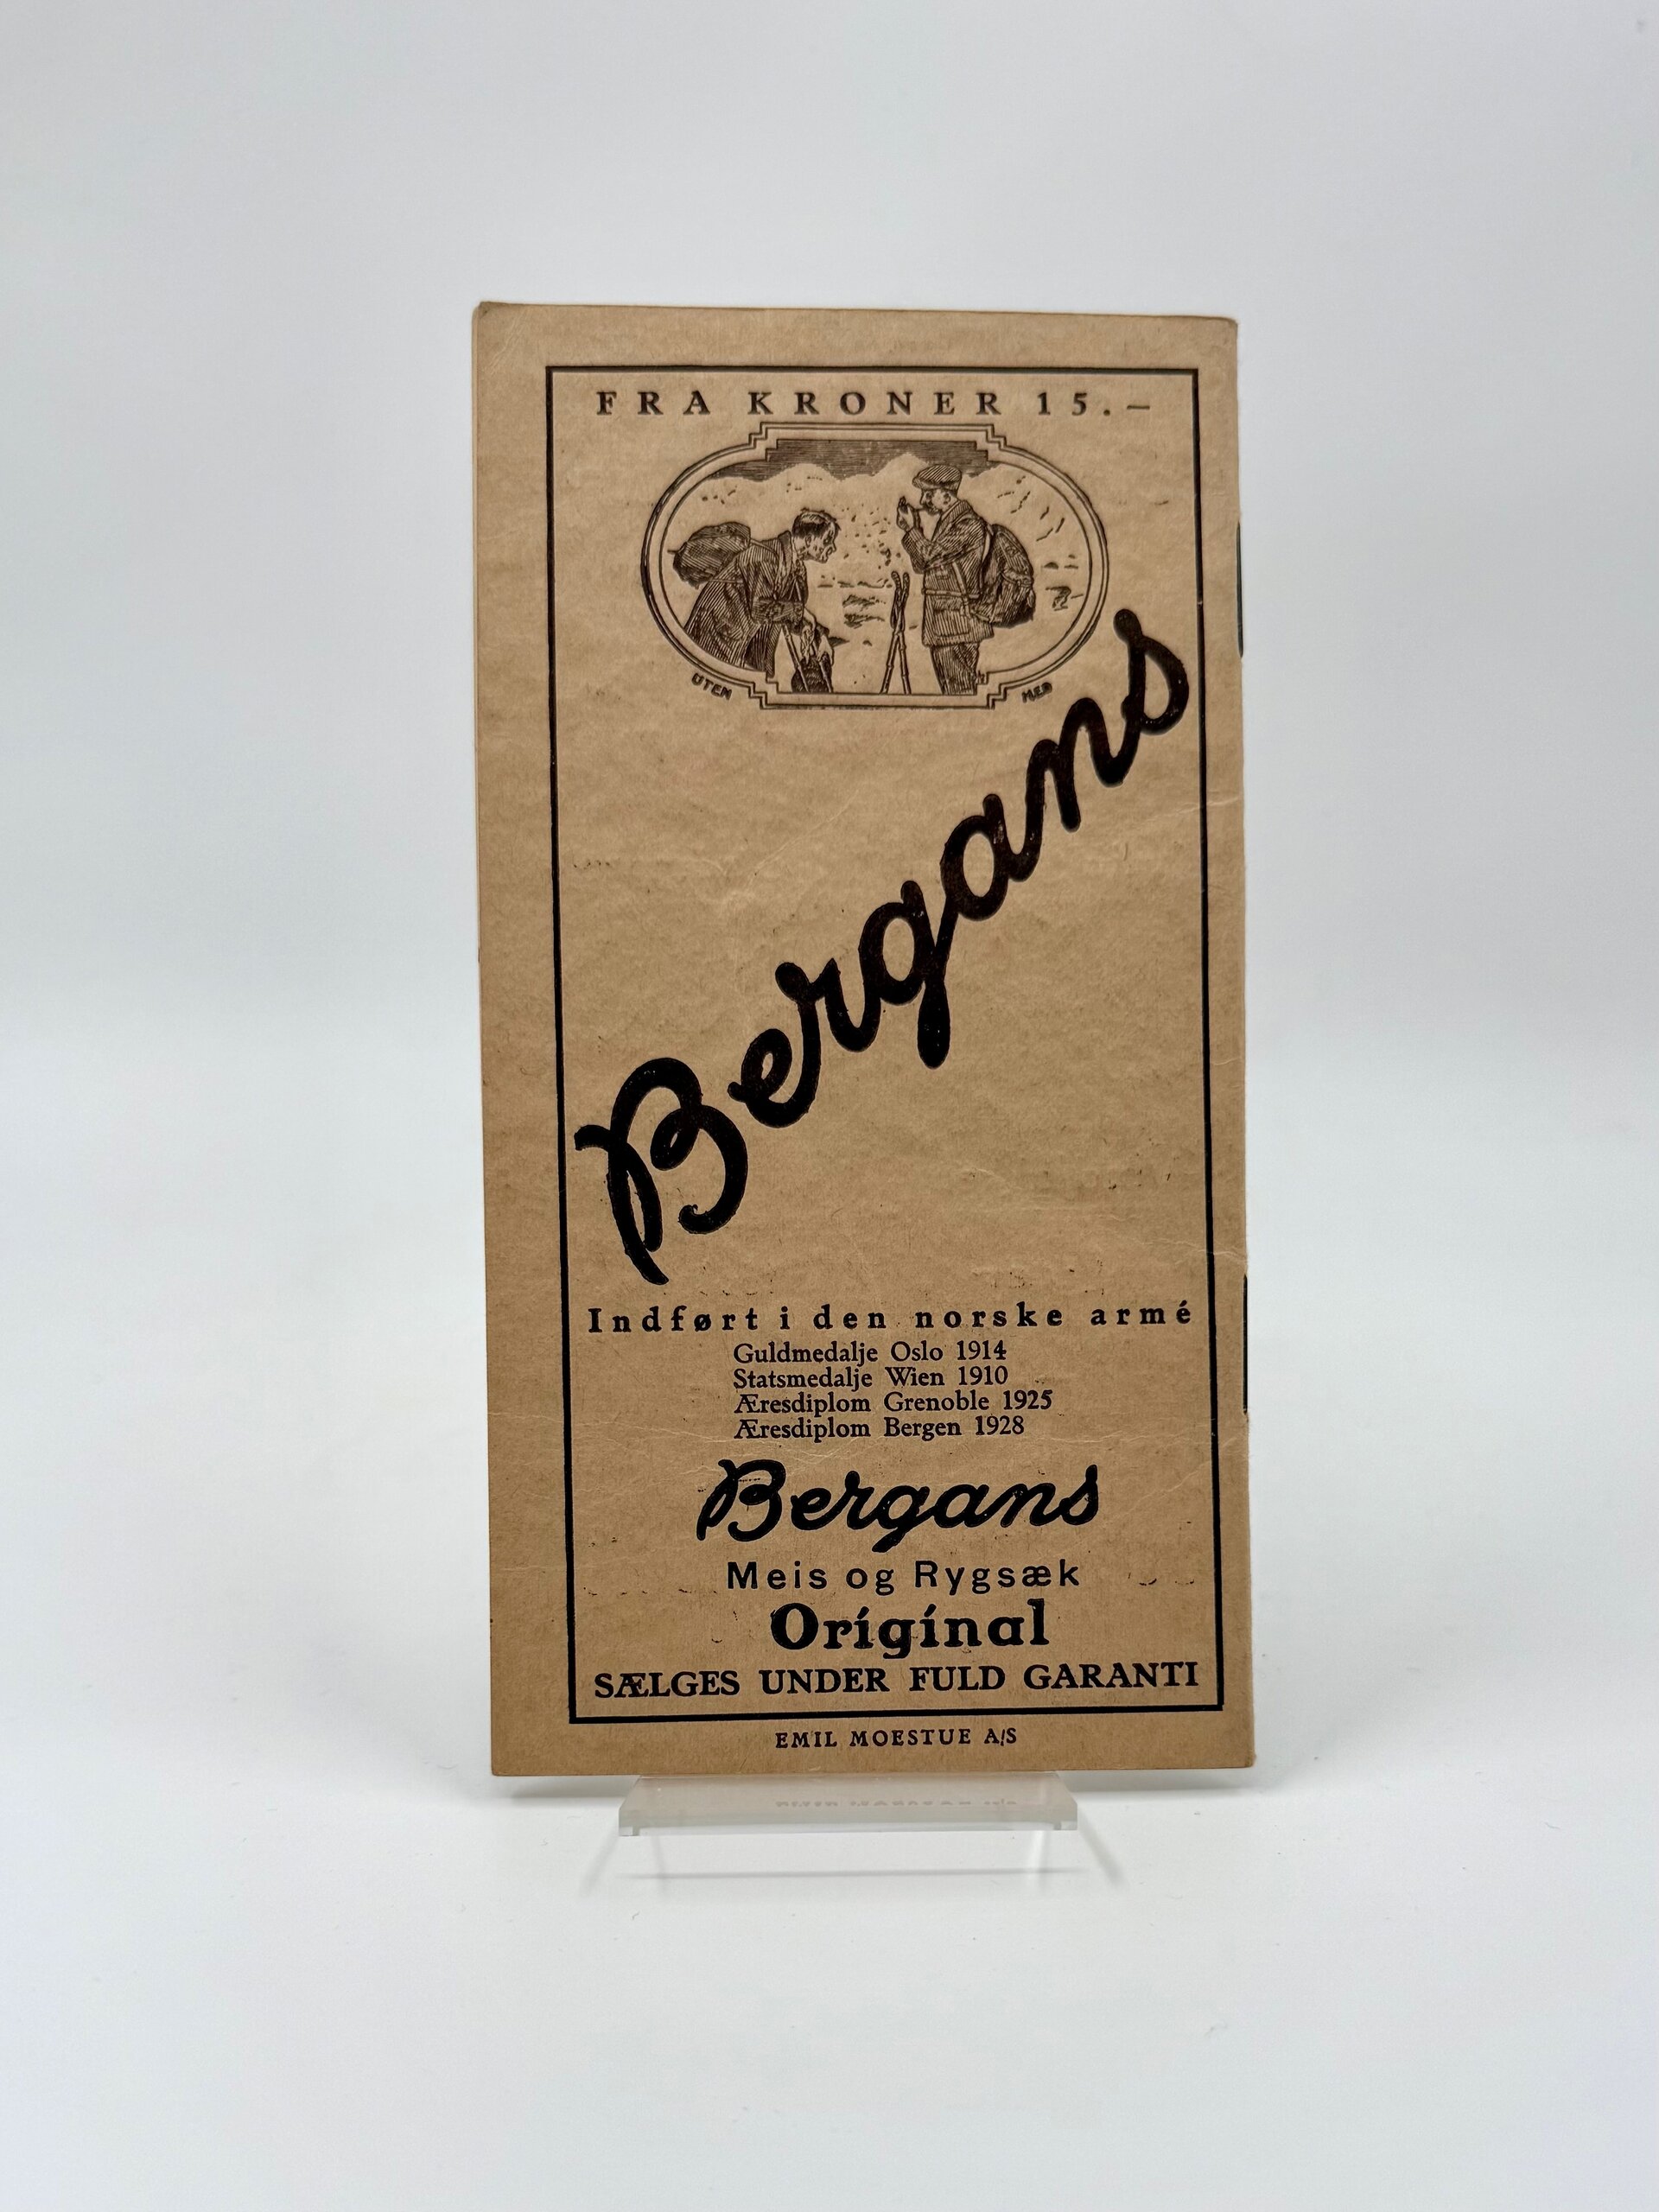 FRA KRONER 15.–
UTEN
MED
Bergans
Indført i den norske armé
Guldmedalje Oslo 1914
Statsmedalje Wien 1910
Æresdiplom Grenoble 1925
Æresdiplom Bergen 1928
Bergans
Meis og Rygsæk
Original
SÆLGES UNDER FULD GARANTI
EMIL MOESTUE A/S